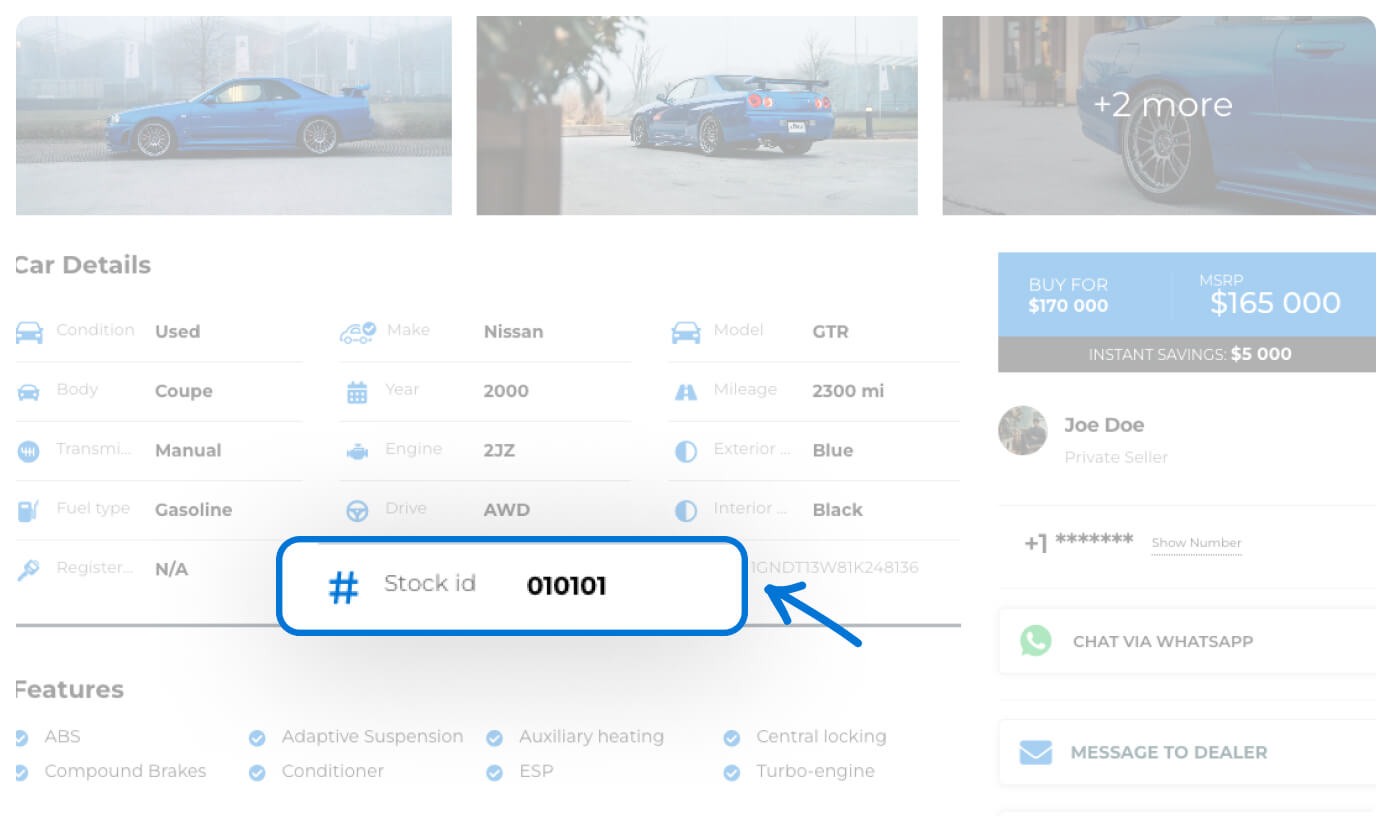 +2 more
Car Details
Condition Used Make Nissan Model GTR
Body Coupe Year 2000 Mileage 2300 mi
Transmi... Manual Engine 2JZ Exterior ... Blue
Fuel type Gasoline Drive AWD Interior ... Black
Register... N/A 1GNDT13W81K248136
# Stock id 010101
Features
ABS Adaptive Suspension Auxiliary heating Central locking
Compound Brakes Conditioner ESP Turbo-engine
BUY FOR
$170 000
MSRP
$165 000
INSTANT SAVINGS: $5 000
Joe Doe
Private Seller
+1 ******* Show Number
CHAT VIA WHATSAPP
MESSAGE TO DEALER